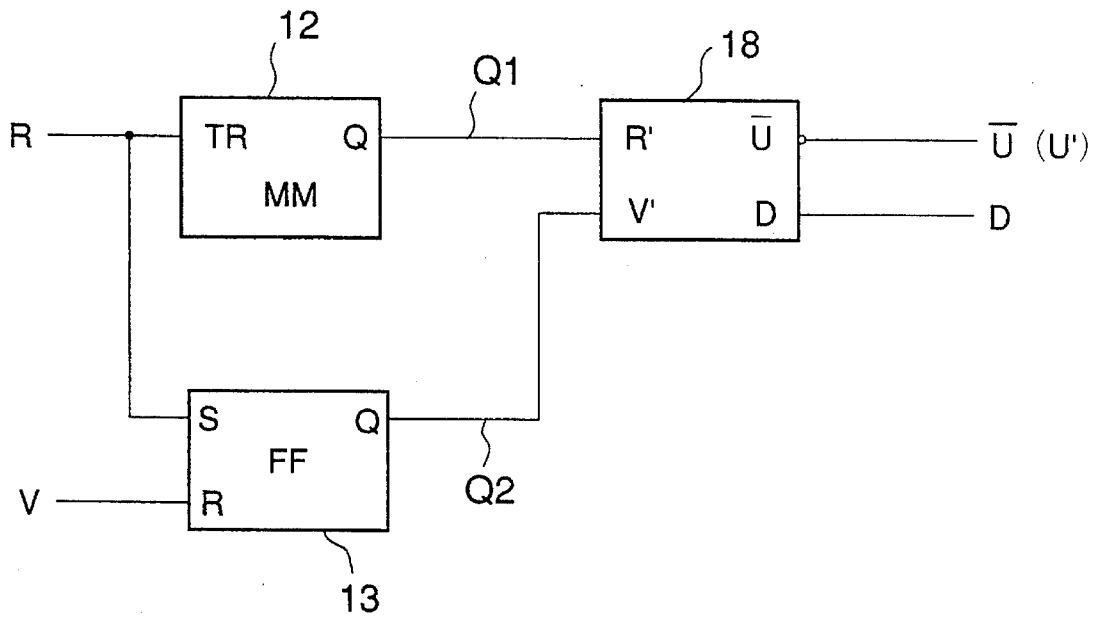 12
18
Q1
R
TR
Q
MM
R'
U̅
U̅ (U')
V'
D
D
S
Q
FF
V
R
Q2
13